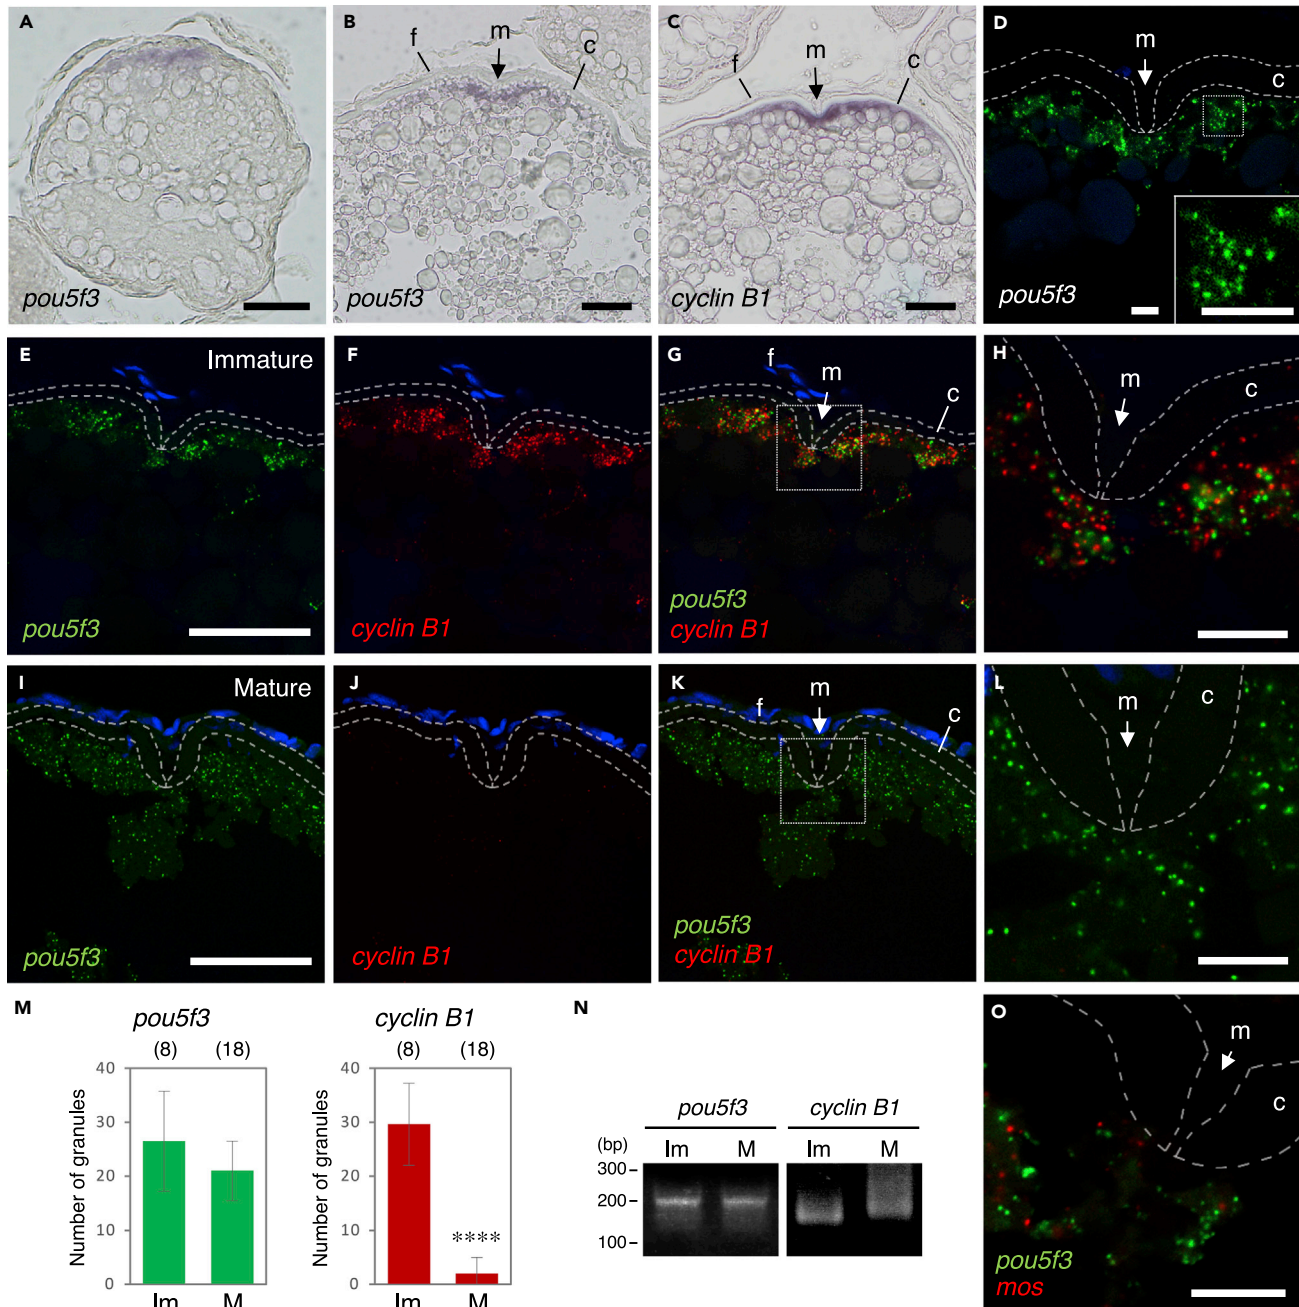 A
pou5f3
B
f
m
c
pou5f3
C
f
m
c
cyclin B1
D
m
c
pou5f3
E
Immature
pou5f3
F
cyclin B1
G
f
m
c
pou5f3
cyclin B1
H
m
c
I
Mature
pou5f3
J
cyclin B1
K
f
m
c
pou5f3
cyclin B1
L
m
c
M
pou5f3
(8) (18)
Number of granules
40
30
20
10
0
Im M
cyclin B1
(8) (18)
Number of granules
40
30
20
10
0
****
Im M
N
pou5f3 cyclin B1
(bp) Im M Im M
300
200
100
O
m
c
pou5f3
mos